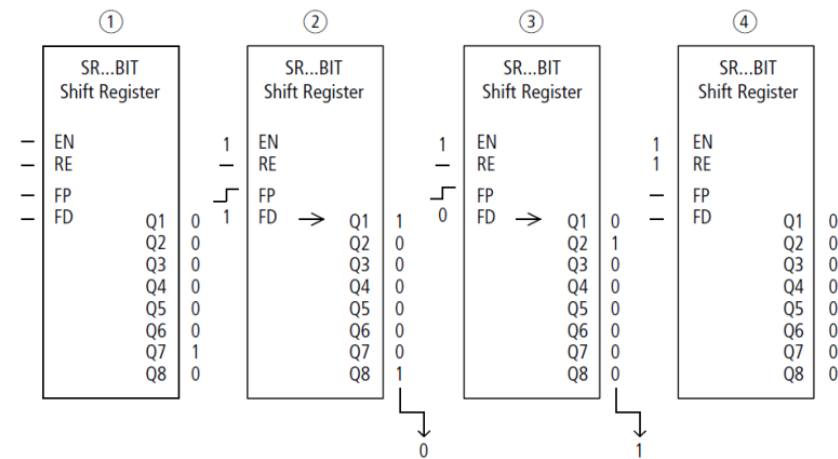 ① ② ③ ④
SR...BIT SR...BIT SR...BIT SR...BIT
Shift Register Shift Register Shift Register Shift Register
– EN 1 EN 1 EN 1 EN
– RE – RE – RE 1 RE
– FP FP FP – FP
– FD Q1 0 1 FD → Q1 1 0 FD → Q1 0 – FD Q1 0
Q2 0 Q2 0 Q2 1 Q2 0
Q3 0 Q3 0 Q3 0 Q3 0
Q4 0 Q4 0 Q4 0 Q4 0
Q5 0 Q5 0 Q5 0 Q5 0
Q6 0 Q6 0 Q6 0 Q6 0
Q7 1 Q7 0 Q7 0 Q7 0
Q8 0 Q8 1 Q8 0 Q8 0
0 1